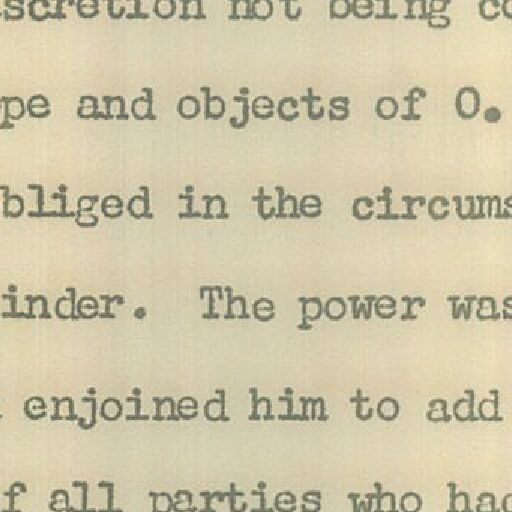 scretion not being co
pe and objects of O.
bliged in the circums
inder. The power was
enjoined him to add
f all parties who had